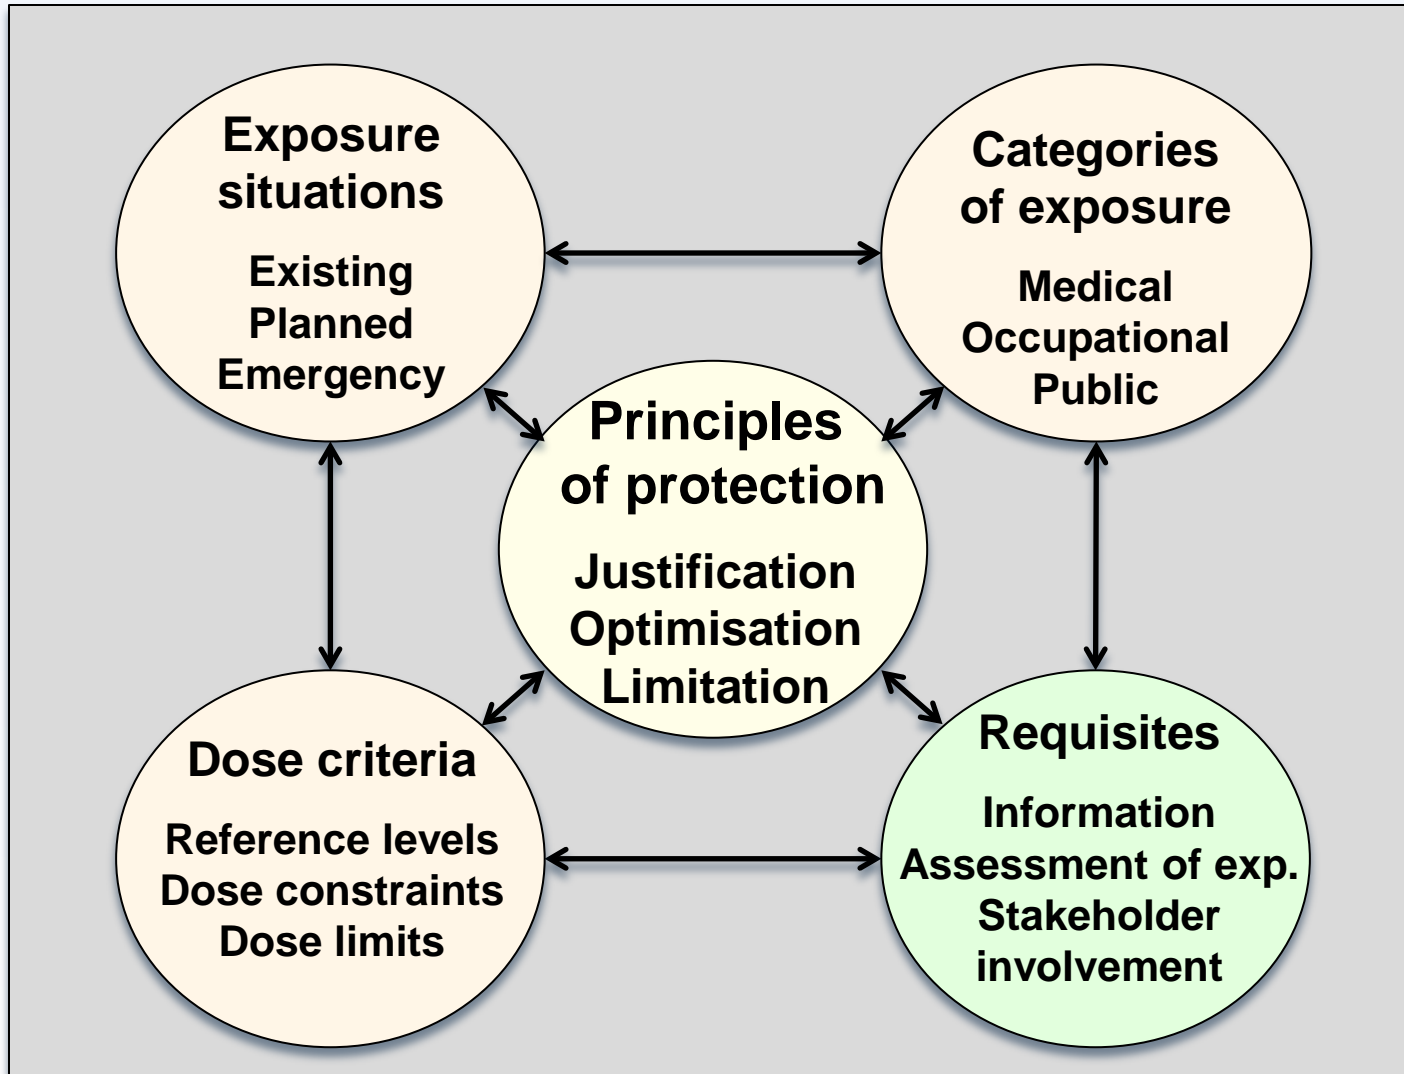 Exposure
situations
Existing
Planned
Emergency
Categories
of exposure
Medical
Occupational
Public
Principles
of protection
Justification
Optimisation
Limitation
Dose criteria
Reference levels
Dose constraints
Dose limits
Requisites
Information
Assessment of exp.
Stakeholder
involvement